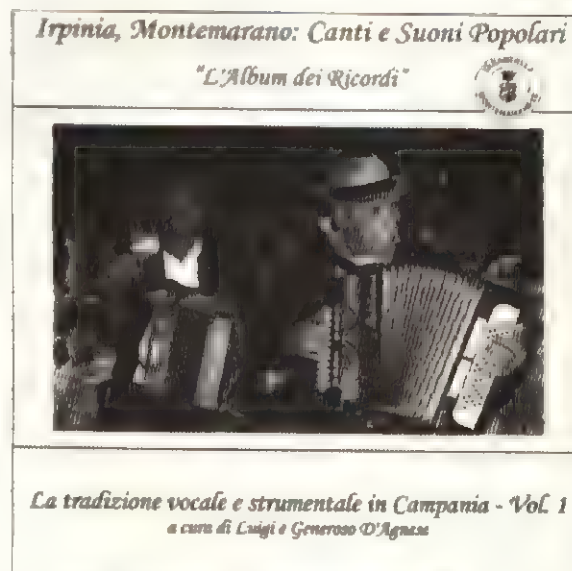 Irpinia, Montemarano: Canti e Suoni Popolari
"L'Album dei Ricordi"
La tradizione vocale e strumentale in Campania - Vol. 1
a cura di Luigi e Generoso D'Agnese